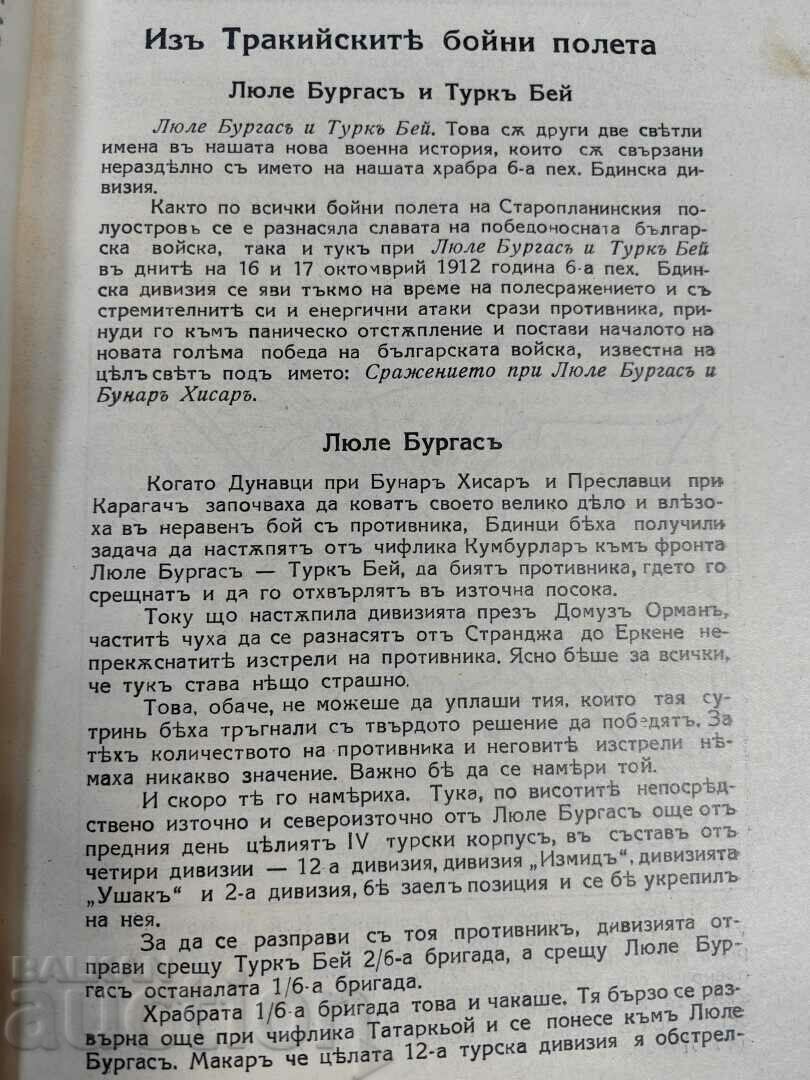 Изъ Тракийскитѣ бойни полета
Люле Бургасъ и Туркъ Бей
Люле Бургасъ и Туркъ Бей. Това сѫ други две свѣтли
имена въ нашата нова военна история, които сѫ свързани
нераздѣлно съ името на нашата храбра 6-а пех. Бдинска ди-
визия.
Както по всички бойни полета на Старопланинския по-
луостровъ се е разнасяла славата на победоносната българ-
ска войска, така и тукъ при Люле Бургасъ и Туркъ Бей
въ днитѣ на 16 и 17 октомврий 1912 година 6-а пех. Бдин-
ска дивизия се яви тъкмо на време на полесражението и съ
стремителнитѣ си и енергични атаки срази противника, при-
нуди го къмъ паническо отстѫпление и постави началото на
новата голѣма победа на българската войска, известна на
цѣлъ свѣтъ подъ името: Сражението при Люле Бургасъ и
Бунаръ Хисаръ.
Люле Бургасъ
Когато Дунавци при Бунаръ Хисаръ и Преславци при
Карагачъ започваха да коватъ своето велико дѣло и влѣзо-
ха въ неравенъ бой съ противника, Бдинци бѣха получили
задача да настѫпятъ отъ чифлика Кумбурларъ къмъ фронта
Люле Бургасъ — Туркъ Бей, да биятъ противника, гдето го
срещнатъ и да го отхвърлятъ въ източна посока.
Току що настѫпила дивизията презъ Домузъ Орманъ,
частитѣ чуха да се разнасятъ отъ Странджа до Еркене не-
прекѫснатитѣ изстрели на противника. Ясно бѣше за всички,
че тукъ става нѣщо страшно.
Това, обаче, не можеше да уплаши тия, които тая су-
тринь бѣха тръгнали съ твърдото решение да победятъ. За
тѣхъ количеството на противника и неговитѣ изстрели нѣ-
маха никакво значение. Важно бѣ да се намѣри той.
И скоро тѣ го намѣриха. Тука, по висотитѣ непосрѣд-
ствено източно и североизточно отъ Люле Бургасъ още отъ
предния день цѣлиятъ IV турски корпусъ, въ съставъ отъ
четири дивизии — 12-а дивизия, дивизия „Измидъ“, дивизията
„Ушакъ“ и 2-а дивизия, бѣ заелъ позиция и се бѣ укрепилъ
на нея.
За да се разправи съ тоя противникъ, дивизията от-
прави срещу Туркъ Бей 2/6-а бригада, а срещу Люле Бур-
гасъ останалата 1/6-а бригада.
Храбрата 1/6-а бригада това и чакаше. Тя бързо се раз-
върна още при чифлика Татаркьой и се понесе къмъ Люле
Бургасъ. Макаръ че цѣлата 12-а турска дивизия я обстрел-